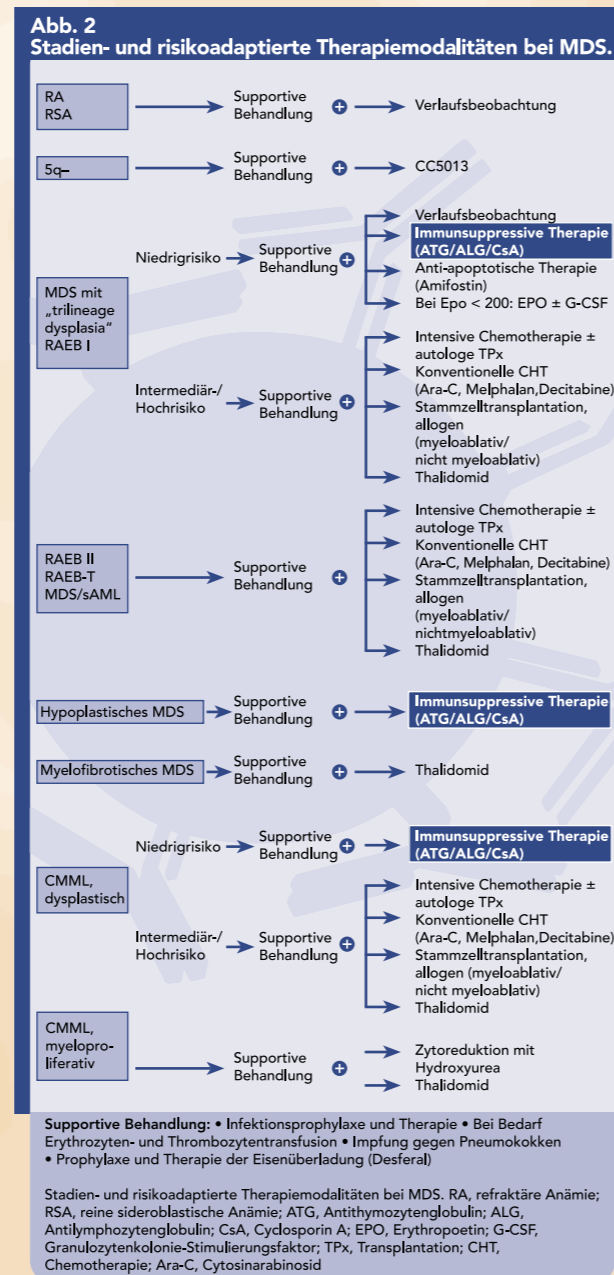 Abb. 2
Stadien- und risikoadaptierte Therapiemodalitäten bei MDS.
RA
RSA
Supportive
Behandlung
+
Verlaufsbeobachtung
5q–
Supportive
Behandlung
+
CC5013
MDS mit
„trilineage
dysplasia“
RAEB I
Niedrigrisiko
Supportive
Behandlung
+
Verlaufsbeobachtung
Immunsuppressive Therapie
(ATG/ALG/CsA)
Anti-apoptotische Therapie
(Amifostin)
Bei Epo < 200: EPO ± G-CSF
Intermediär-/
Hochrisiko
Supportive
Behandlung
+
Intensive Chemotherapie ±
autologe TPx
Konventionelle CHT
(Ara-C, Melphalan,Decitabine)
Stammzelltransplantation,
allogen
(myeloablativ/
nicht myeloablativ)
Thalidomid
RAEB II
RAEB-T
MDS/sAML
Supportive
Behandlung
+
Intensive Chemotherapie ±
autologe TPx
Konventionelle CHT
(Ara-C, Melphalan, Decitabine)
Stammzelltransplantation,
allogen
(myeloablativ/
nichtmyeloablativ)
Thalidomid
Hypoplastisches MDS
Supportive
Behandlung
+
Immunsuppressive Therapie
(ATG/ALG/CsA)
Myelofibrotisches MDS
Supportive
Behandlung
+
Thalidomid
CMML,
dysplastisch
Niedrigrisiko
Supportive
Behandlung
+
Immunsuppressive Therapie
(ATG/ALG/CsA)
Intermediär-/
Hochrisiko
Supportive
Behandlung
+
Intensive Chemotherapie ±
autologe TPx
Konventionelle CHT
(Ara-C, Melphalan,Decitabine)
Stammzelltransplantation,
allogen (myeloablativ/
nicht myeloablativ)
Thalidomid
CMML,
myelopro-
liferativ
Supportive
Behandlung
+
Zytoreduktion mit
Hydroxyurea
Thalidomid
Supportive Behandlung: • Infektionsprophylaxe und Therapie • Bei Bedarf
Erythrozyten- und Thrombozytentransfusion • Impfung gegen Pneumokokken
• Prophylaxe und Therapie der Eisenüberladung (Desferal)
Stadien- und risikoadaptierte Therapiemodalitäten bei MDS. RA, refraktäre Anämie;
RSA, reine sideroblastische Anämie; ATG, Antithymozytenglobulin; ALG,
Antilymphozytenglobulin; CsA, Cyclosporin A; EPO, Erythropoetin; G-CSF,
Granulozytenkolonie-Stimulierungsfaktor; TPx, Transplantation; CHT,
Chemotherapie; Ara-C, Cytosinarabinosid